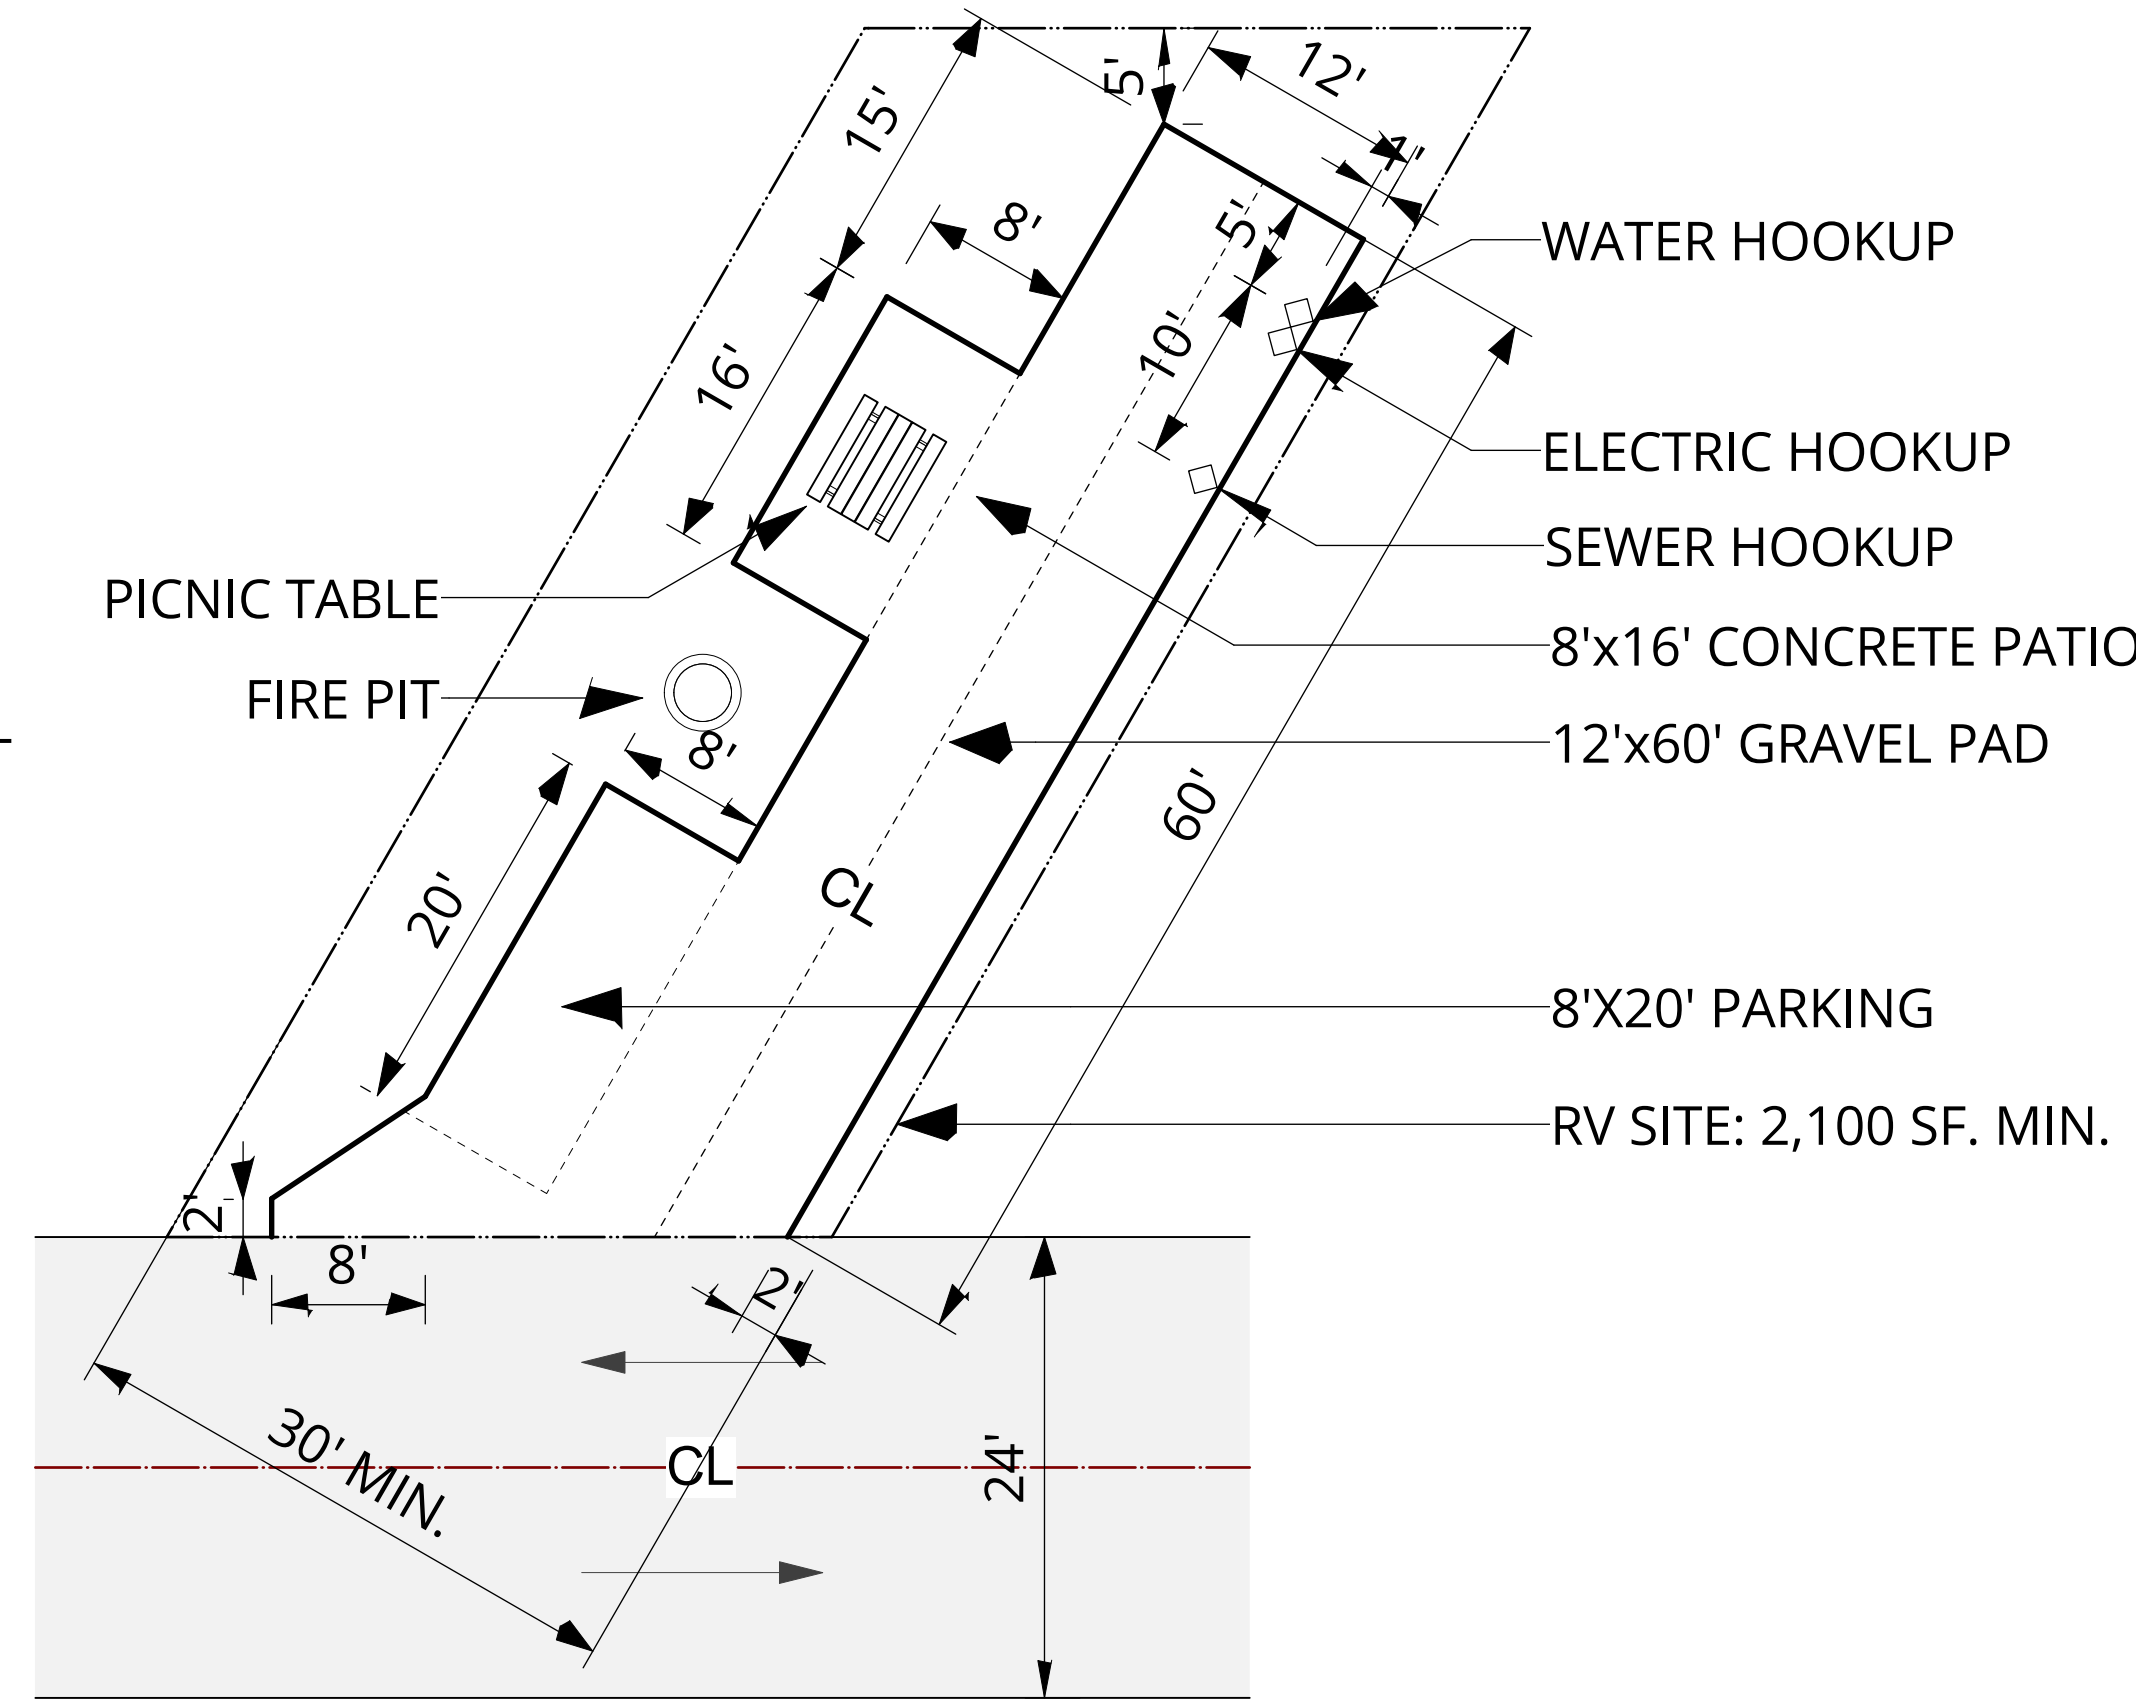 15'
5'
12'
1'
8'
5'
WATER HOOKUP
10'
16'
ELECTRIC HOOKUP
SEWER HOOKUP
PICNIC TABLE
8'x16' CONCRETE PATIO
FIRE PIT
8'
12'x60' GRAVEL PAD
60'
20'
CL
8'X20' PARKING
RV SITE: 2,100 SF. MIN.
2'
8'
2'
30' MIN.
CL
24'